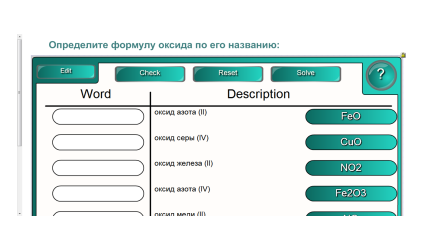 Определите формулу оксида по его названию:
Edit Check Reset Solve ?
Word Description
оксид азота (II) FeO
оксид серы (IV) CuO
оксид железа (II) NO2
оксид азота (IV) Fe2O3
оксид меди (II)